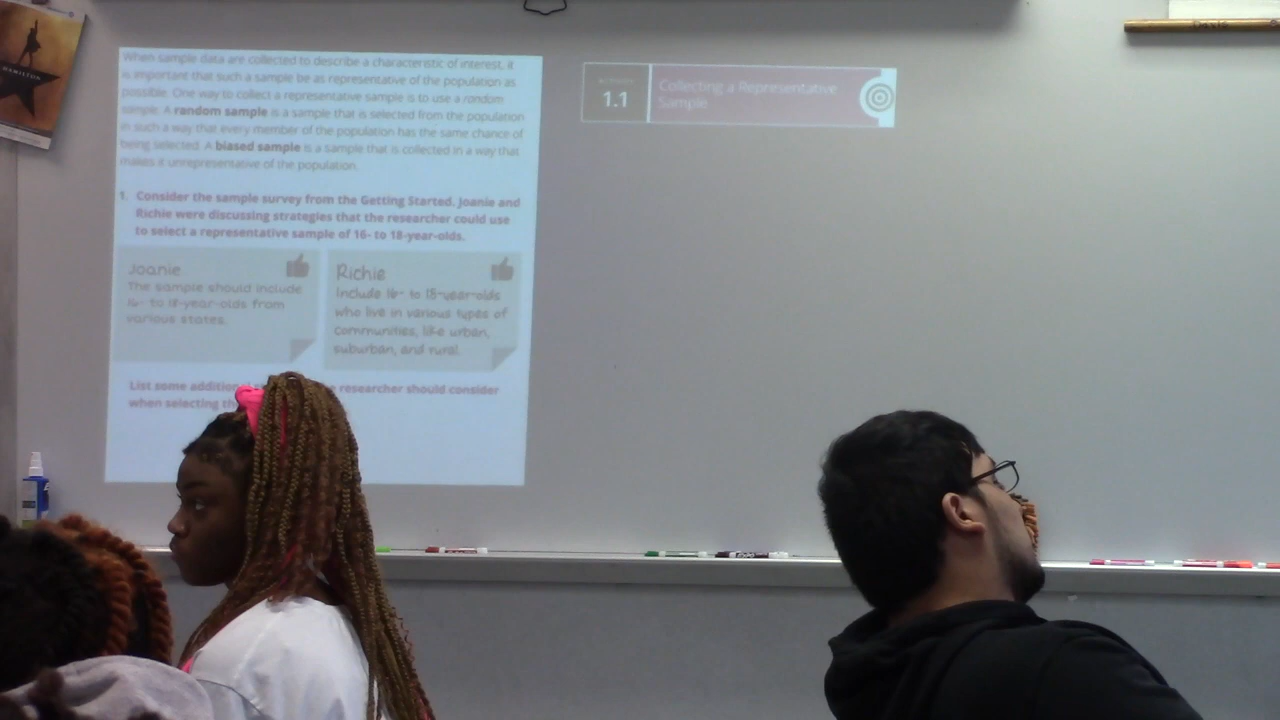 HAMILTON
When sample data are collected to describe a characteristic of interest, it
is important that such a sample be as representative of the population as
possible. One way to collect a representative sample is to use a random
sample. A random sample is a sample that is selected from the population
in such a way that every member of the population has the same chance of
being selected. A biased sample is a sample that is collected in a way that
makes it unrepresentative of the population.
1. Consider the sample survey from the Getting Started. Joanie and
Richie were discussing strategies that the researcher could use
to select a representative sample of 16- to 18-year-olds.
Joanie
The sample should include
16- to 18-year-olds from
various states.
Richie
Include 16- to 18-year-olds
who live in various types of
communities, like urban,
suburban, and rural.
List some addition researcher should consider
when selecting th
ACTIVITY
1.1
Collecting a Representative
Sample